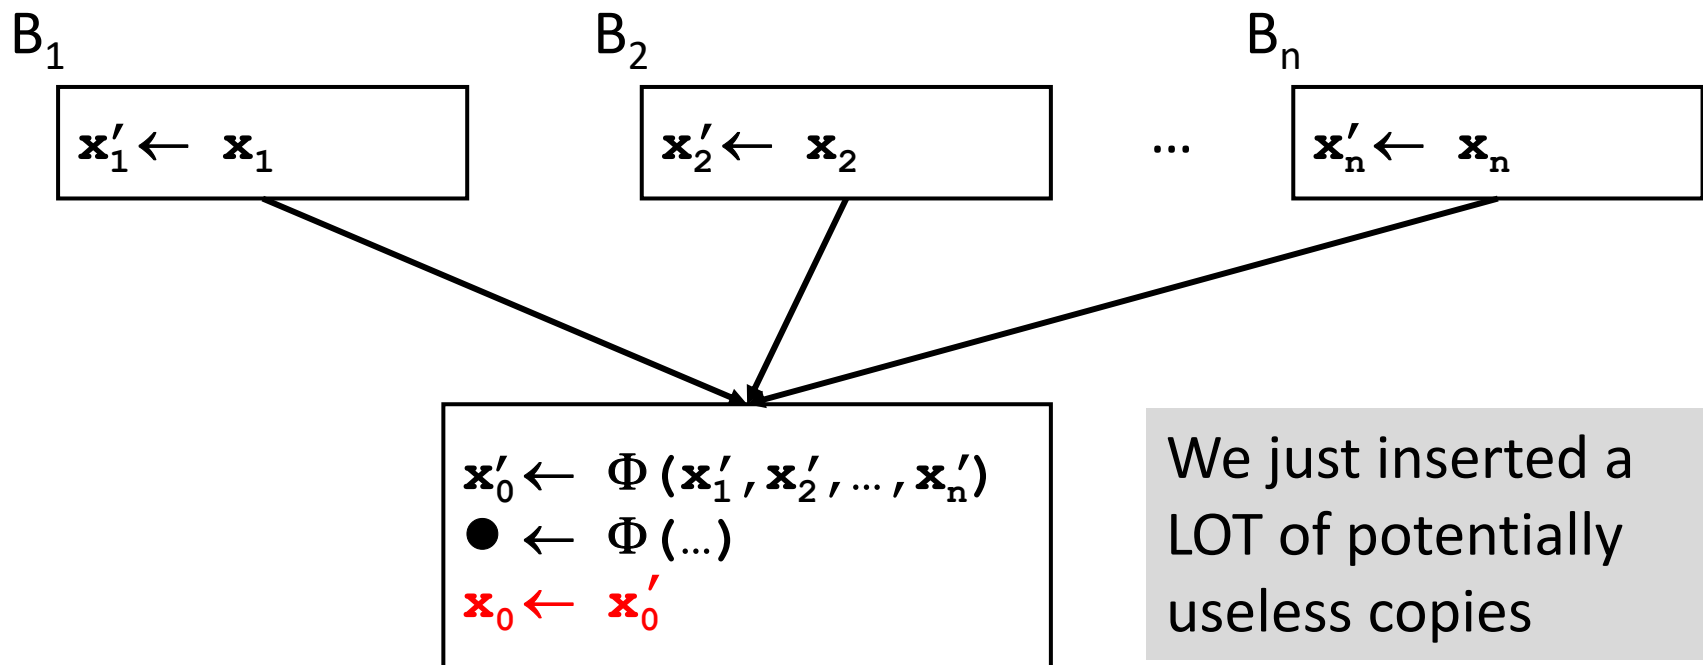 B₁ B₂ Bₙ
x′₁ ← x₁ x′₂ ← x₂ … x′ₙ ← xₙ
x′₀ ← Φ(x′₁,x′₂,…,x′ₙ)
● ← Φ(…)
x₀ ← x′₀
We just inserted a
LOT of potentially
useless copies